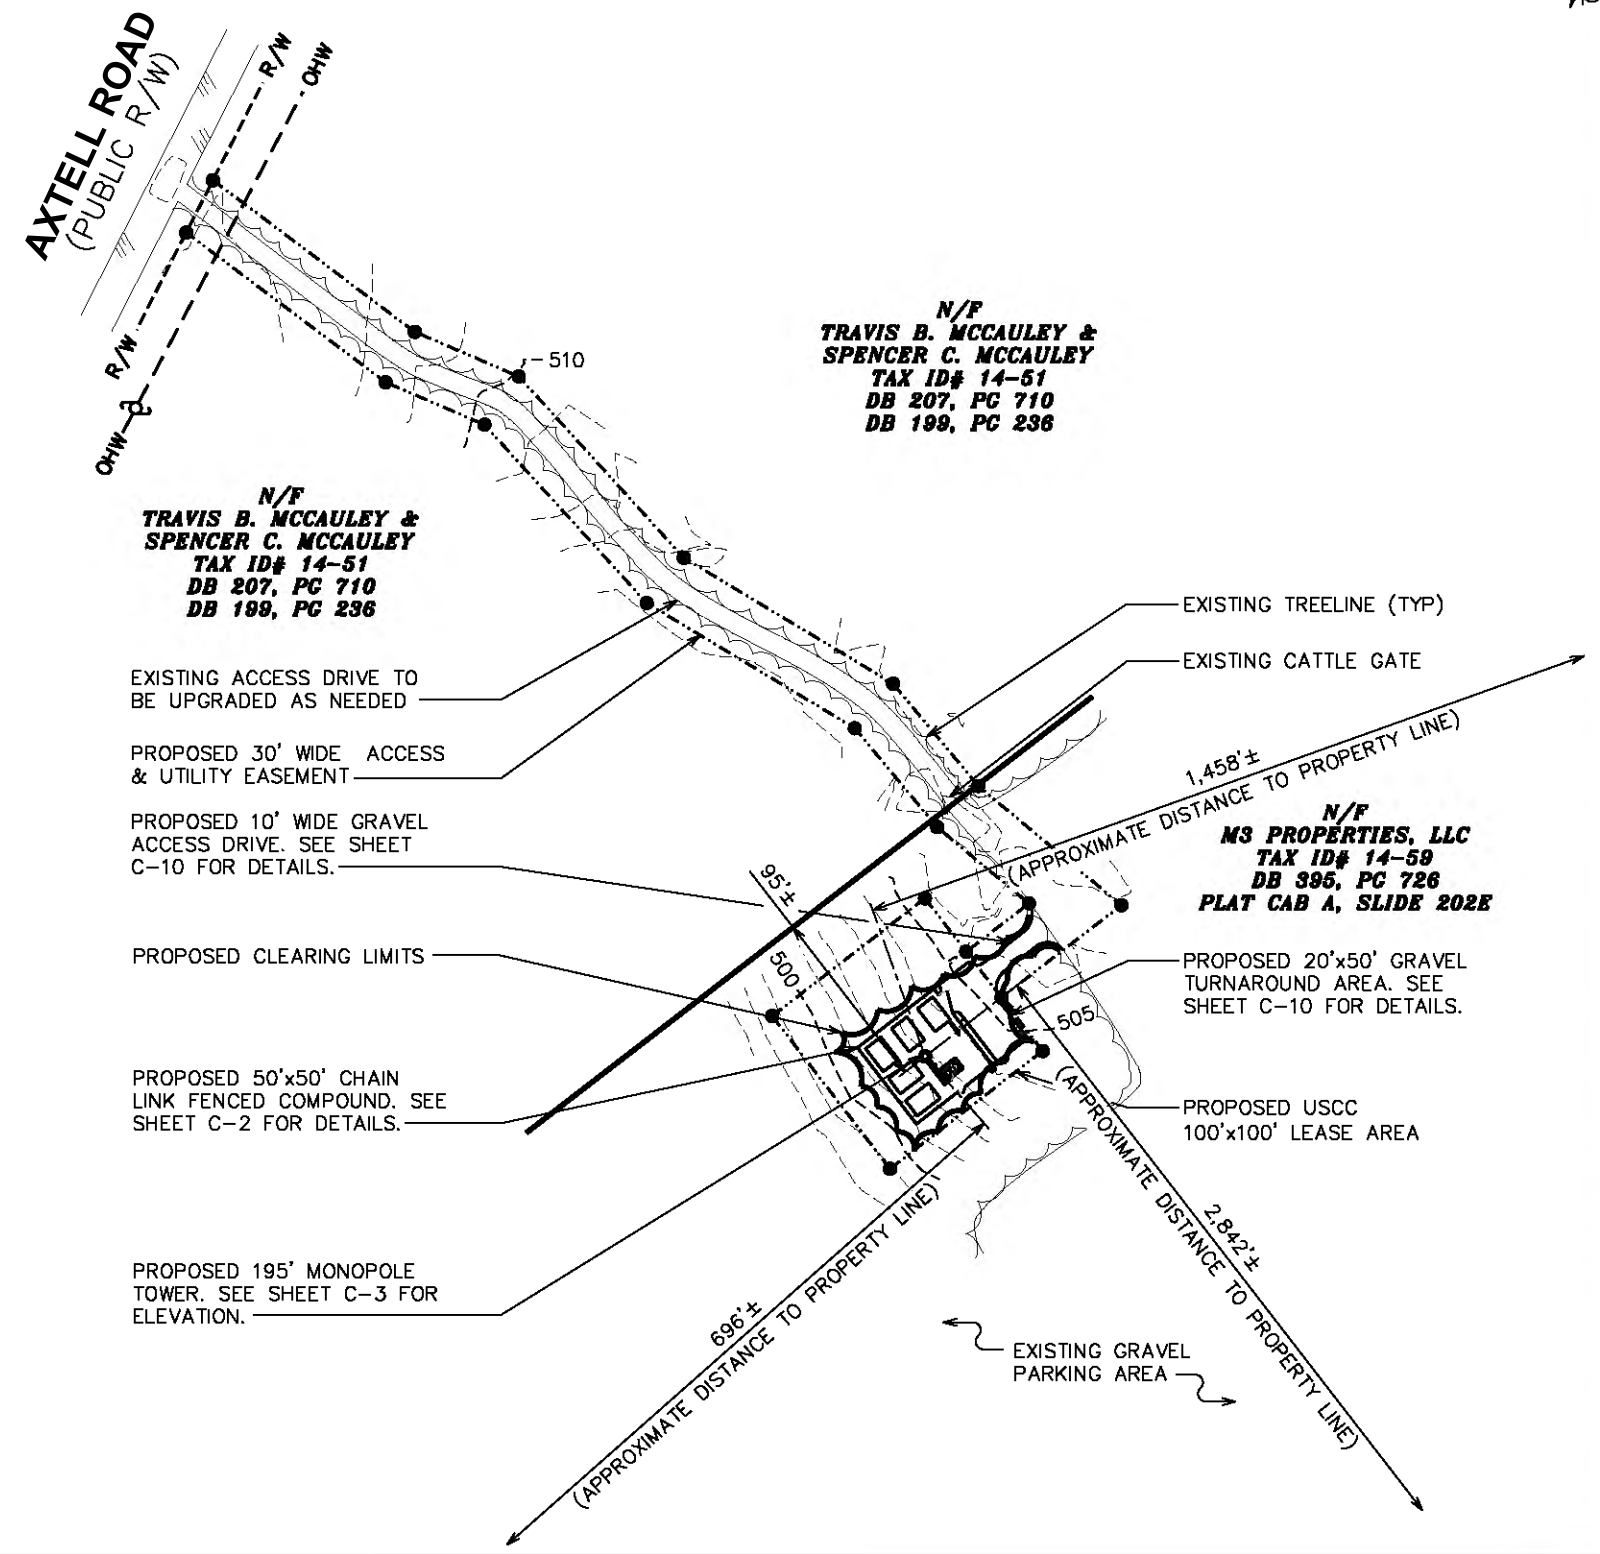 AXTELL ROAD
(PUBLIC R/W)
R/W
OHW
R/W
OHW
510
N/F
TRAVIS B. MCCAULEY &
SPENCER C. MCCAULEY
TAX ID# 14-51
DB 207, PG 710
DB 199, PG 236
N/F
TRAVIS B. MCCAULEY &
SPENCER C. MCCAULEY
TAX ID# 14-51
DB 207, PG 710
DB 199, PG 236
EXISTING TREELINE (TYP)
EXISTING CATTLE GATE
EXISTING ACCESS DRIVE TO
BE UPGRADED AS NEEDED
PROPOSED 30' WIDE ACCESS
& UTILITY EASEMENT
PROPOSED 10' WIDE GRAVEL
ACCESS DRIVE. SEE SHEET
C-10 FOR DETAILS.
1,458'±
(APPROXIMATE DISTANCE TO PROPERTY LINE)
N/F
M3 PROPERTIES, LLC
TAX ID# 14-59
DB 395, PG 726
PLAT CAB A, SLIDE 202E
95'±
500
PROPOSED CLEARING LIMITS
PROPOSED 20'x50' GRAVEL
TURNAROUND AREA. SEE
SHEET C-10 FOR DETAILS.
505
PROPOSED 50'x50' CHAIN
LINK FENCED COMPOUND. SEE
SHEET C-2 FOR DETAILS.
PROPOSED USCC
100'x100' LEASE AREA
2,842'±
(APPROXIMATE DISTANCE TO PROPERTY LINE)
PROPOSED 195' MONOPOLE
TOWER. SEE SHEET C-3 FOR
ELEVATION.
696'±
(APPROXIMATE DISTANCE TO PROPERTY LINE)
EXISTING GRAVEL
PARKING AREA